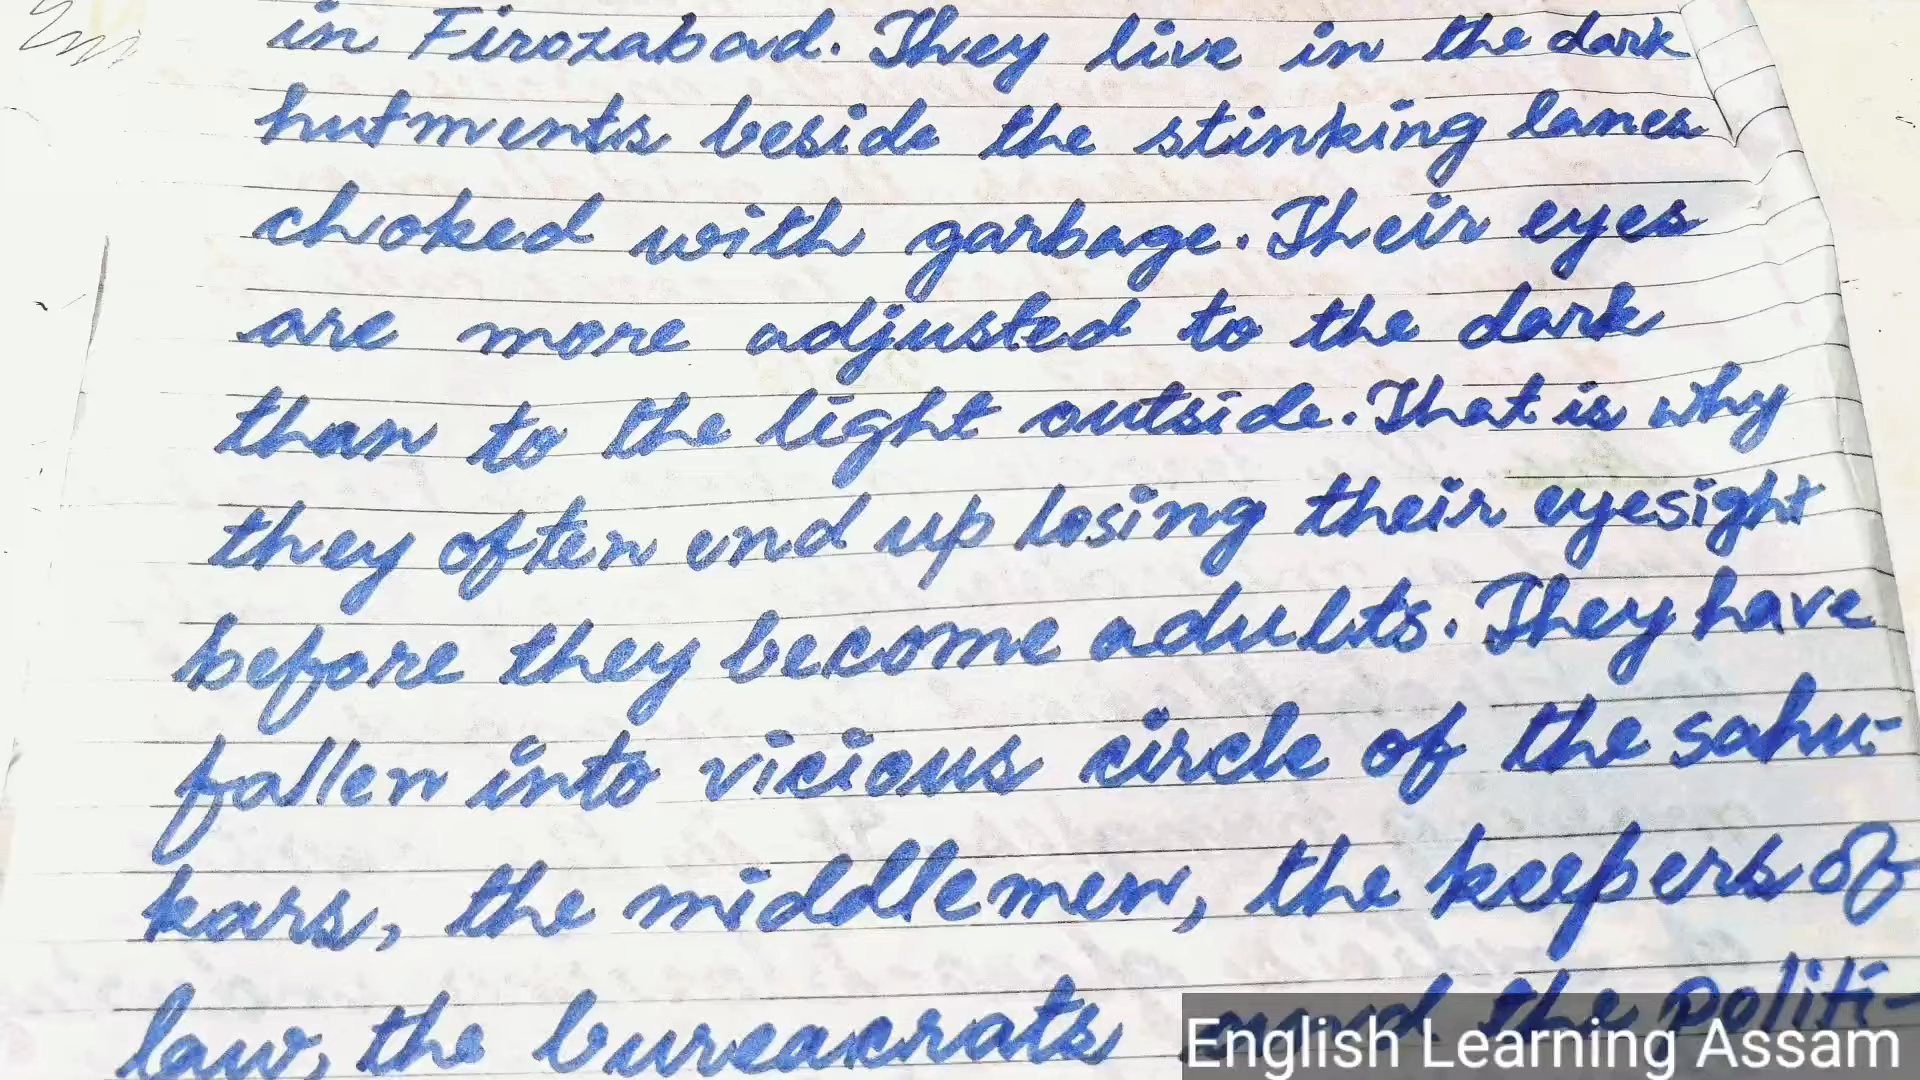 in Firozabad. They live in the dark
hutments beside the stinking lanes
choked with garbage. Their eyes
are more adjusted to the dark
than to the light outside. That is why
they often end up losing their eyesight
before they become adults. They have
fallen into vicious circle of the sahu-
kars, the middlemen, the keepers of
law, the bureacrats and the politi-
English Learning Assam